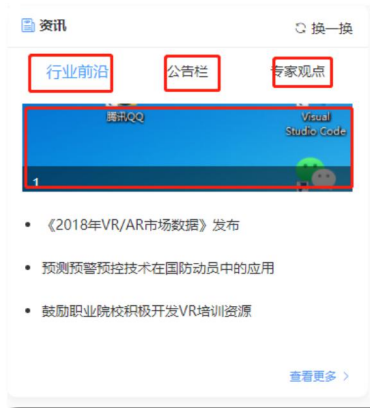 资讯
换一换
行业前沿 公告栏 专家观点
腾讯QQ Visual
Studio Code
1
• 《2018年VR/AR市场数据》发布
• 预测预警预控技术在国防动员中的应用
• 鼓励职业院校积极开发VR培训资源
查看更多 >